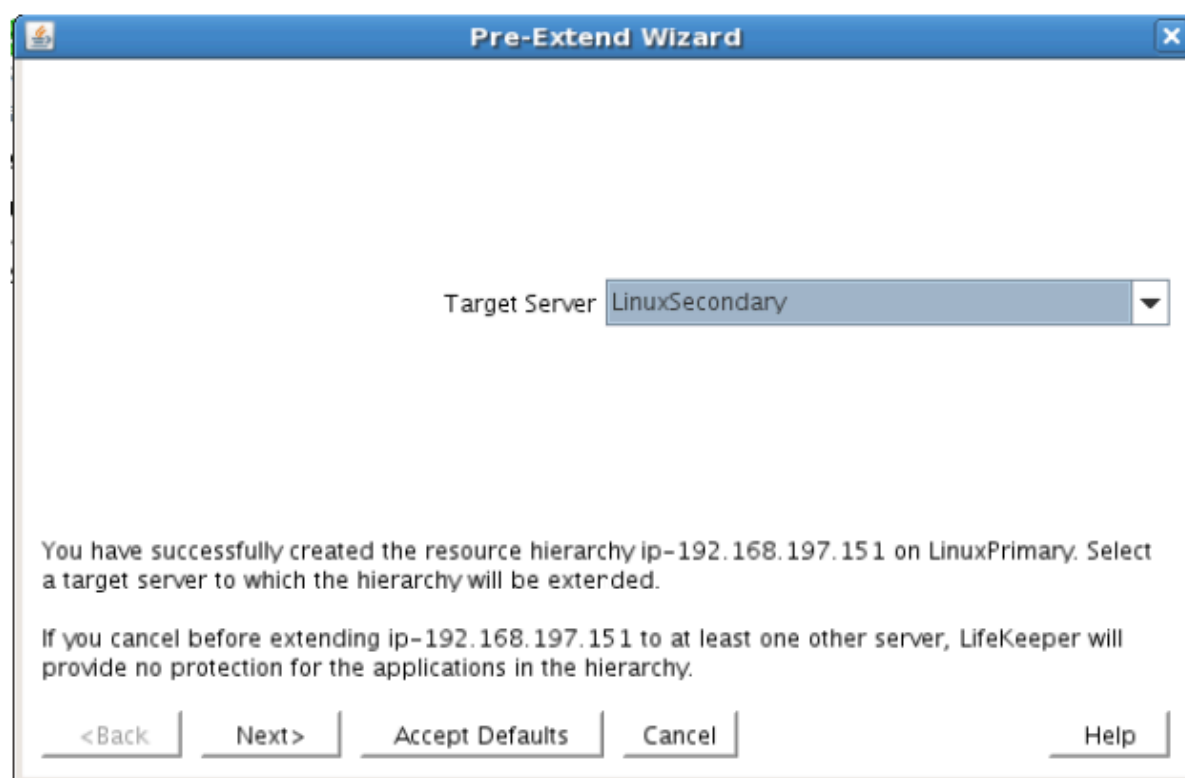 Pre-Extend Wizard
Target Server LinuxSecondary
You have successfully created the resource hierarchy ip-192.168.197.151 on LinuxPrimary. Select
a target server to which the hierarchy will be extended.
If you cancel before extending ip-192.168.197.151 to at least one other server, LifeKeeper will
provide no protection for the applications in the hierarchy.
<Back Next> Accept Defaults Cancel Help